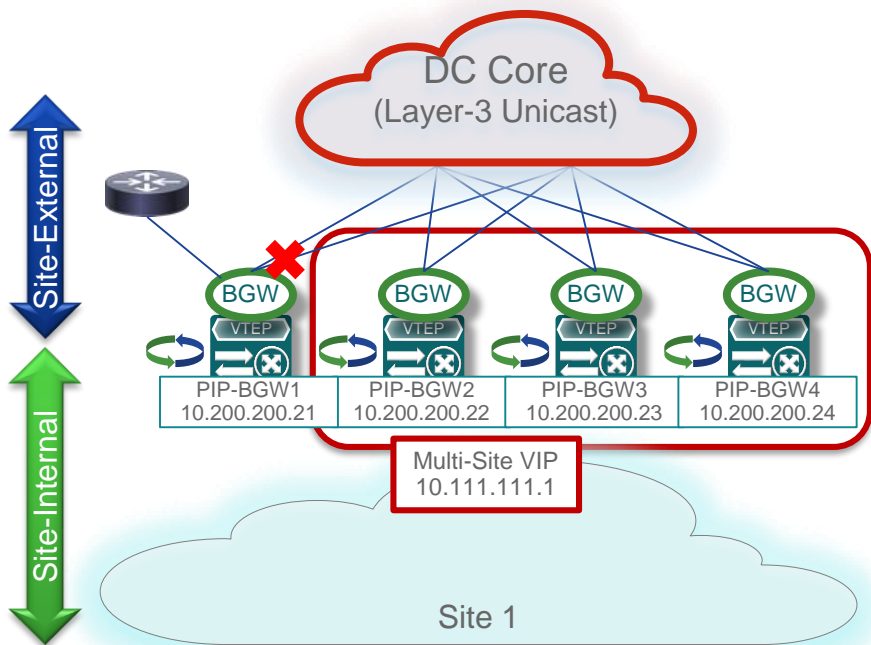 DC Core
(Layer-3 Unicast)
Site-External
BGW
BGW
BGW
BGW
VTEP
VTEP
VTEP
VTEP
PIP-BGW1
10.200.200.21
PIP-BGW2
10.200.200.22
PIP-BGW3
10.200.200.23
PIP-BGW4
10.200.200.24
Multi-Site VIP
10.111.111.1
Site-Internal
Site 1